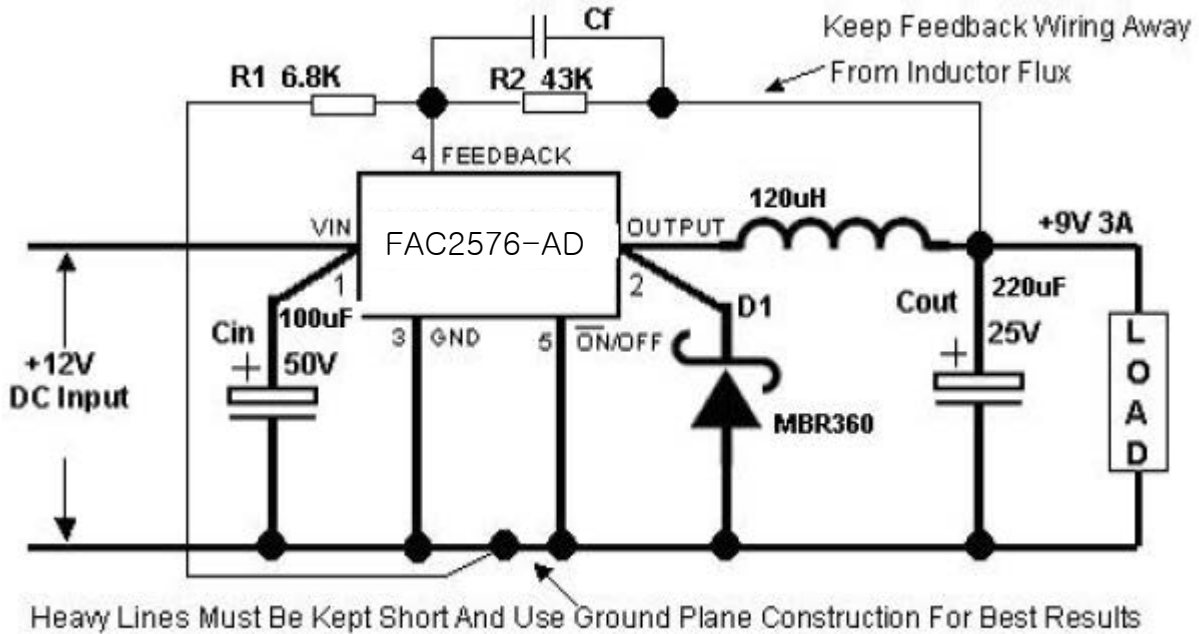 Cf
Keep Feedback Wiring Away
From Inductor Flux
R1 6.8K
R2 43K
4 FEEDBACK
120uH
VIN
FAC2576-AD
OUTPUT
+9V 3A
1
2
100uF
Cin
50V
3 GND
5 ON/OFF
D1
Cout
220uF
25V
+
+
+12V
DC Input
MBR360
LOAD
Heavy Lines Must Be Kept Short And Use Ground Plane Construction For Best Results